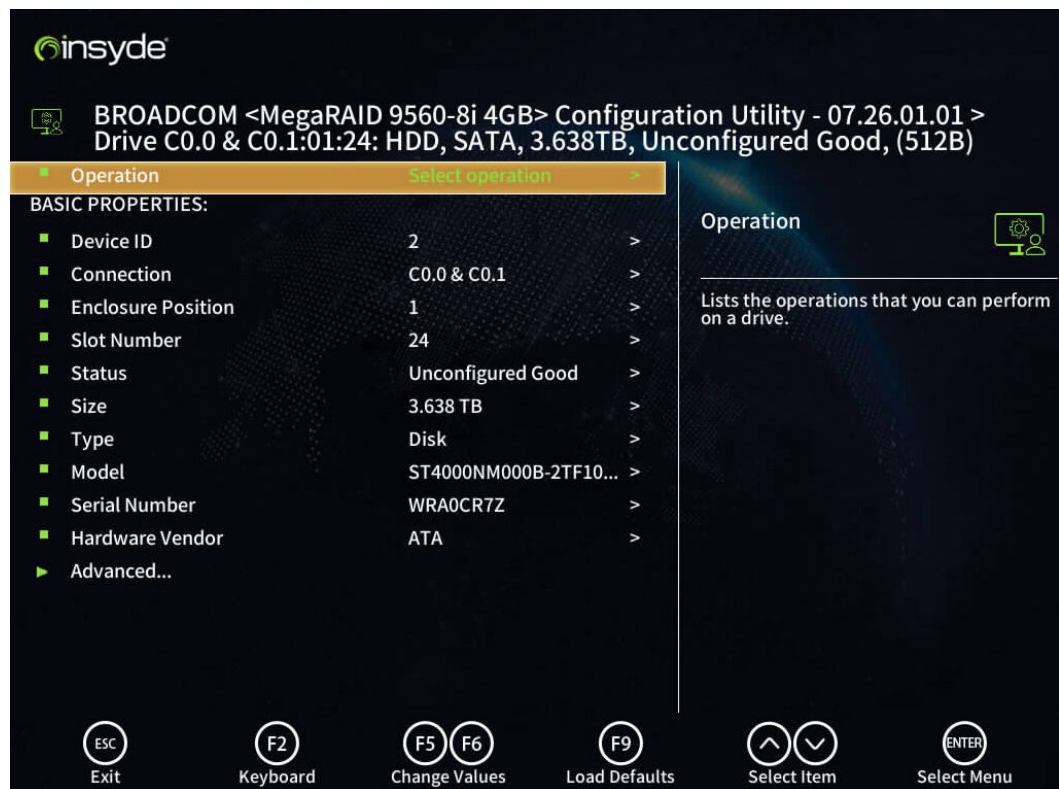 insyde
BROADCOM <MegaRAID 9560-8i 4GB> Configuration Utility - 07.26.01.01 >
Drive C0.0 & C0.1:01:24: HDD, SATA, 3.638TB, Unconfigured Good, (512B)
Operation Select operation >
BASIC PROPERTIES:
Device ID 2 >
Connection C0.0 & C0.1 >
Enclosure Position 1 >
Slot Number 24 >
Status Unconfigured Good >
Size 3.638 TB >
Type Disk >
Model ST4000NM000B-2TF10... >
Serial Number WRA0CR7Z >
Hardware Vendor ATA >
Advanced...
Operation
Lists the operations that you can perform
on a drive.
ESC F2 F5 F6 F9 ENTER
Exit Keyboard Change Values Load Defaults Select Item Select Menu